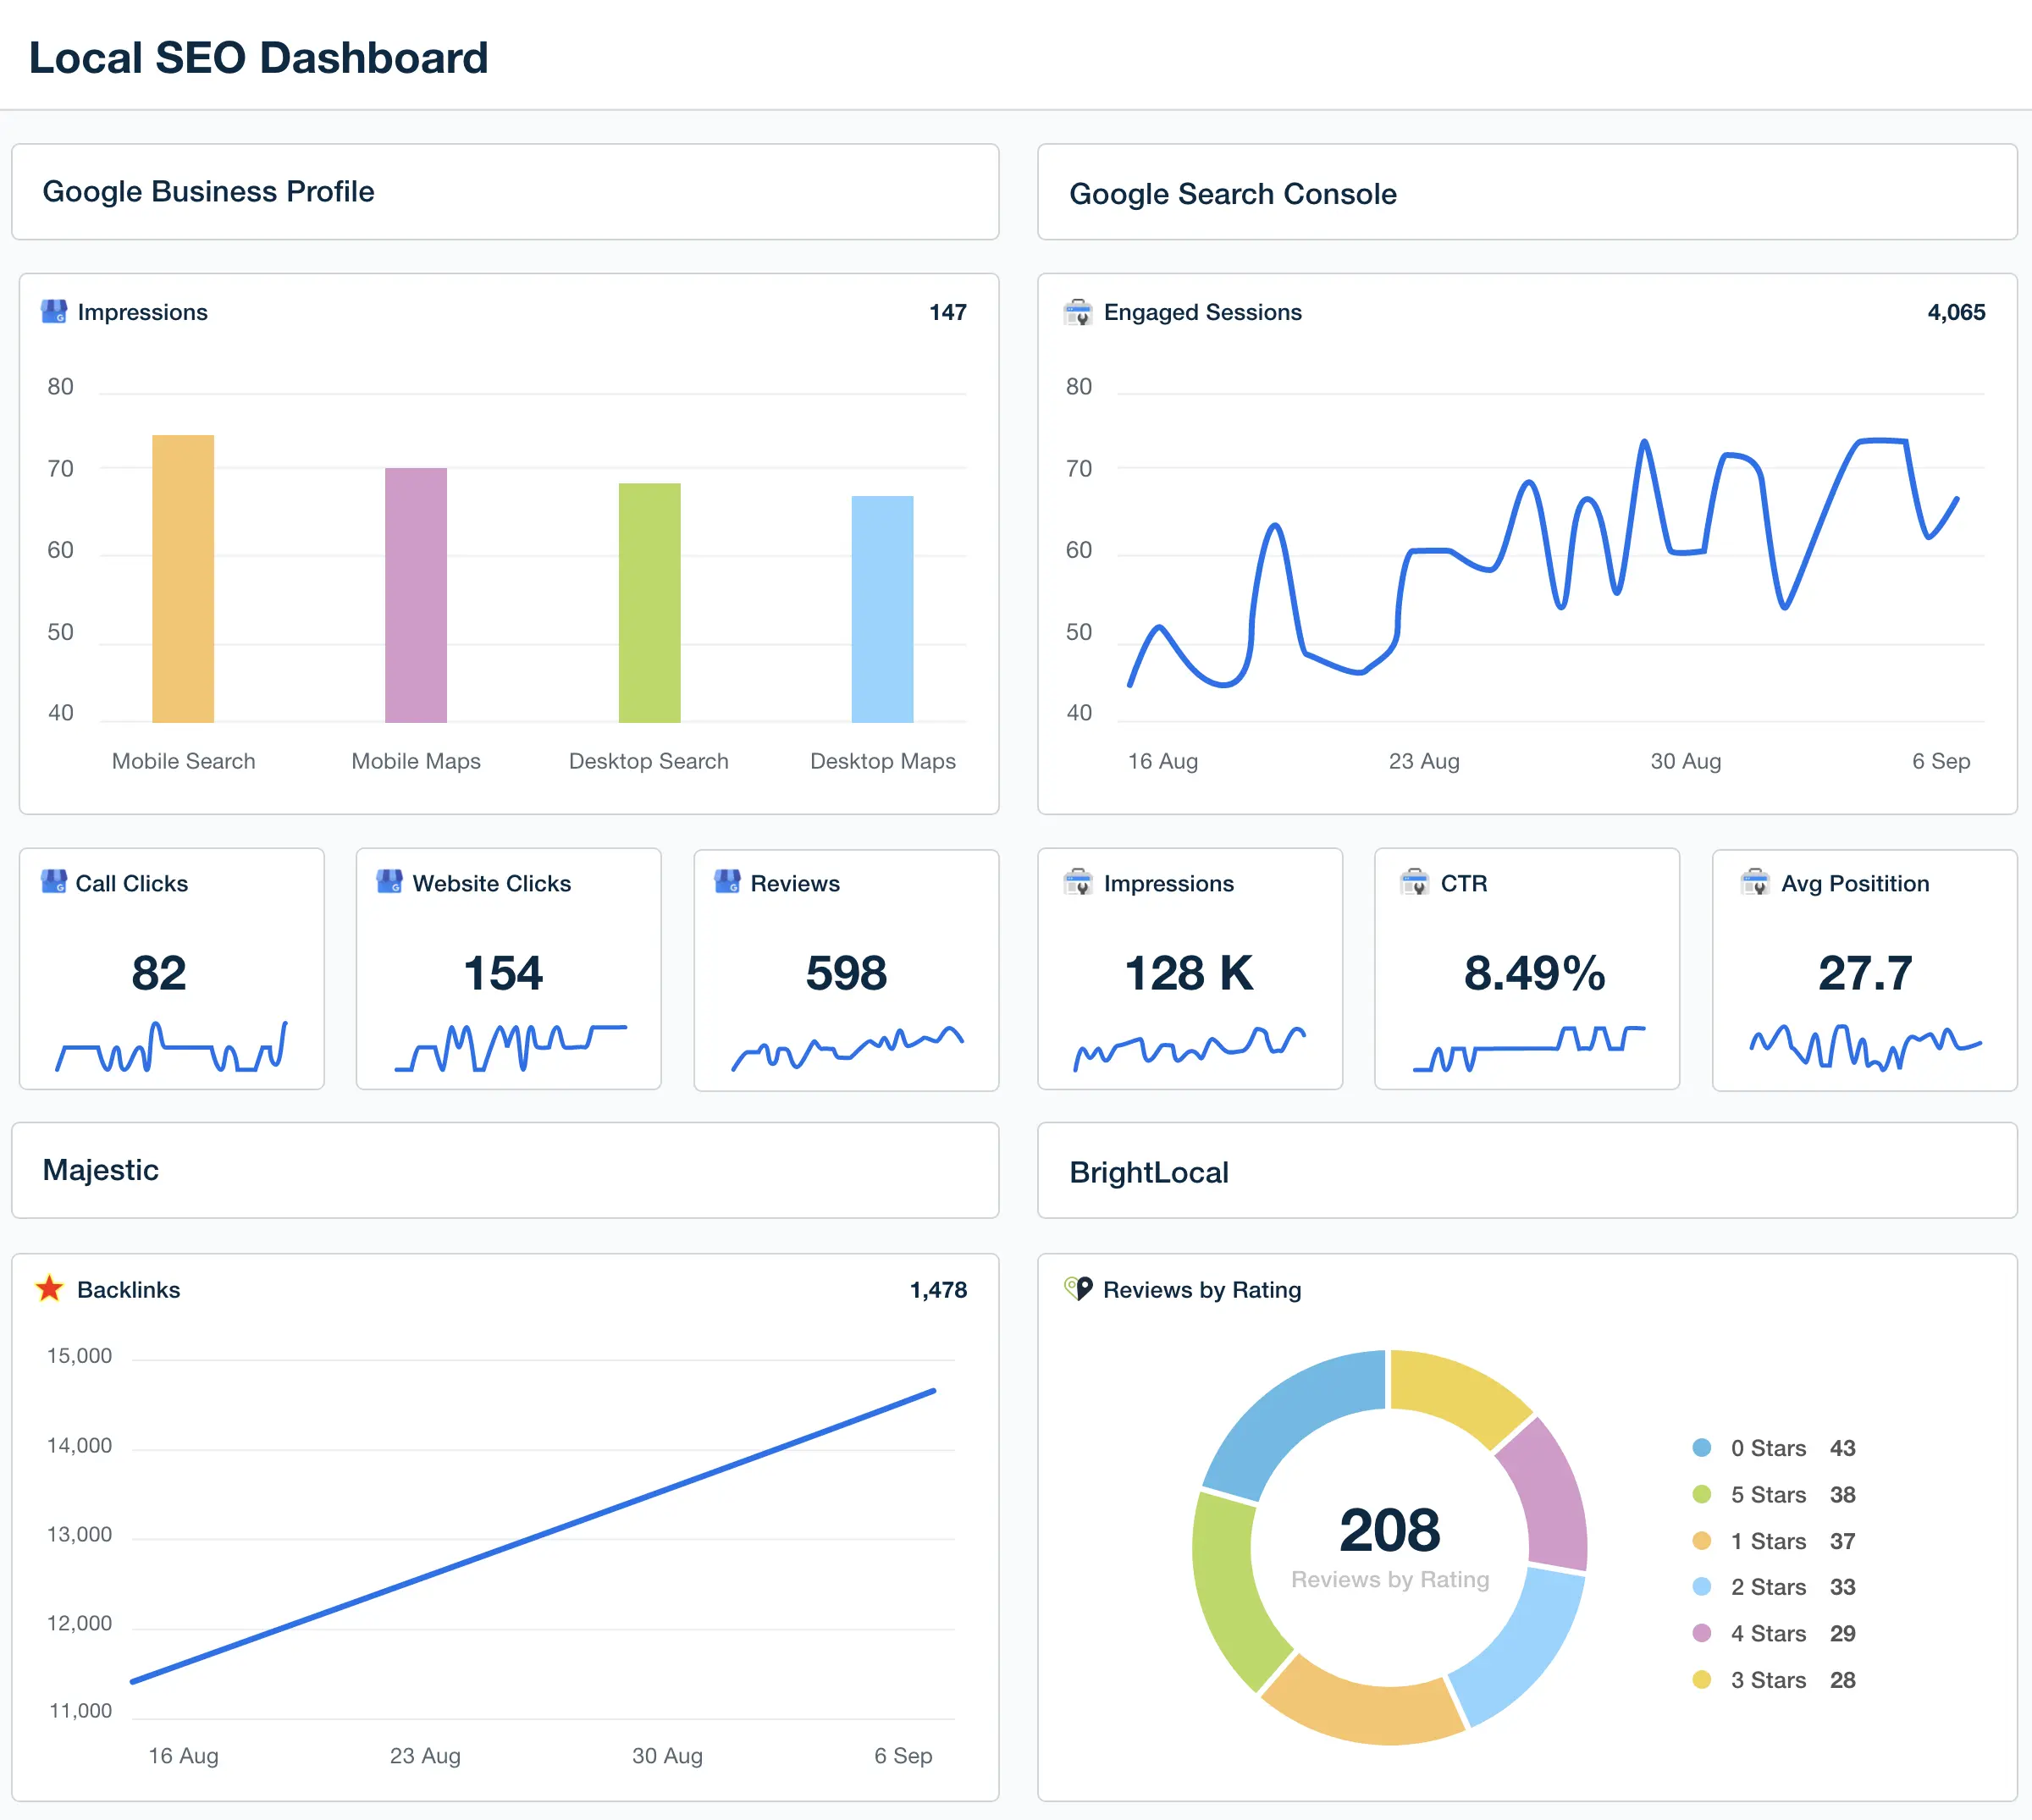 Local SEO Dashboard
Google Business Profile
Google Search Console
Impressions 147
80
70
60
50
40
Mobile Search Mobile Maps Desktop Search Desktop Maps
Engaged Sessions 4,065
80
70
60
50
40
16 Aug 23 Aug 30 Aug 6 Sep
Call Clicks
82
Website Clicks
154
Reviews
598
Impressions
128 K
CTR
8.49%
Avg Positition
27.7
Majestic
BrightLocal
Backlinks 1,478
15,000
14,000
13,000
12,000
11,000
16 Aug 23 Aug 30 Aug 6 Sep
Reviews by Rating
208
Reviews by Rating
0 Stars 43
5 Stars 38
1 Stars 37
2 Stars 33
4 Stars 29
3 Stars 28